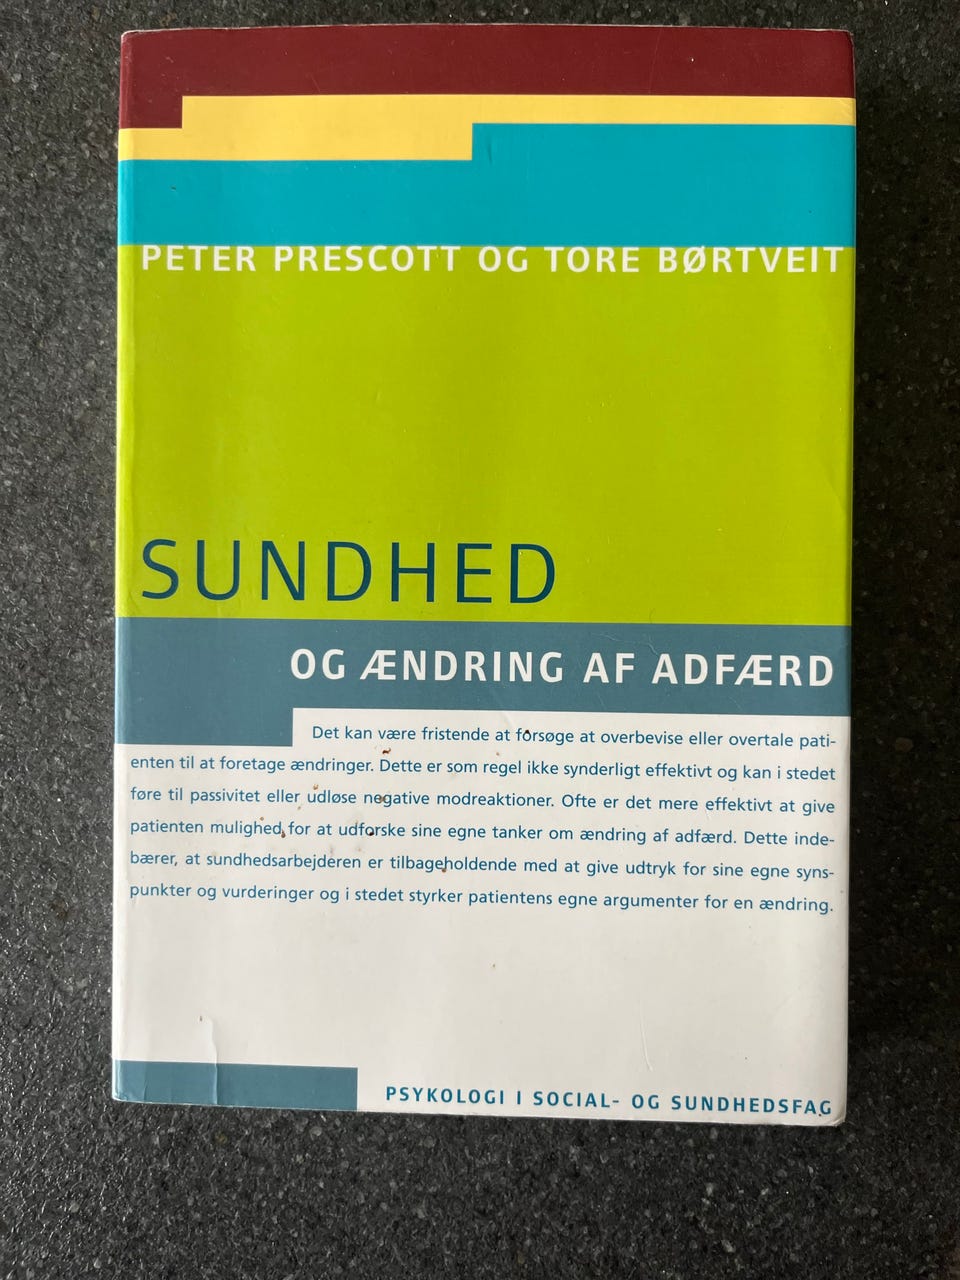 PETER PRESCOTT OG TORE BØRTVEIT
SUNDHED
OG ÆNDRING AF ADFÆRD
Det kan være fristende at forsøge at overbevise eller overtale pati-
enten til at foretage ændringer. Dette er som regel ikke synderligt effektivt og kan i stedet
føre til passivitet eller udløse negative modreaktioner. Ofte er det mere effektivt at give
patienten mulighed for at udforske sine egne tanker om ændring af adfærd. Dette inde-
bærer, at sundhedsarbejderen er tilbageholdende med at give udtryk for sine egne syns-
punkter og vurderinger og i stedet styrker patientens egne argumenter for en ændring.
PSYKOLOGI I SOCIAL- OG SUNDHEDSFAG